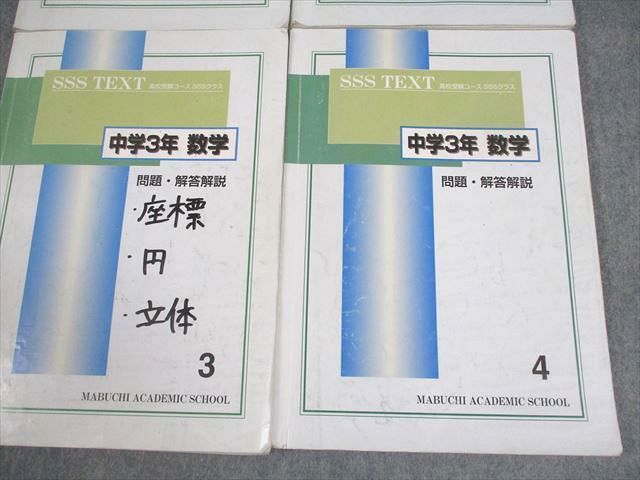 SSS TEXT 高校受験コース SSSクラス
中学3年 数学
問題・解答解説
・座標
・円
・立体
3
MABUCHI ACADEMIC SCHOOL
SSS TEXT 高校受験コース SSSクラス
中学3年 数学
問題・解答解説
4
MABUCHI ACADEMIC SCHOOL